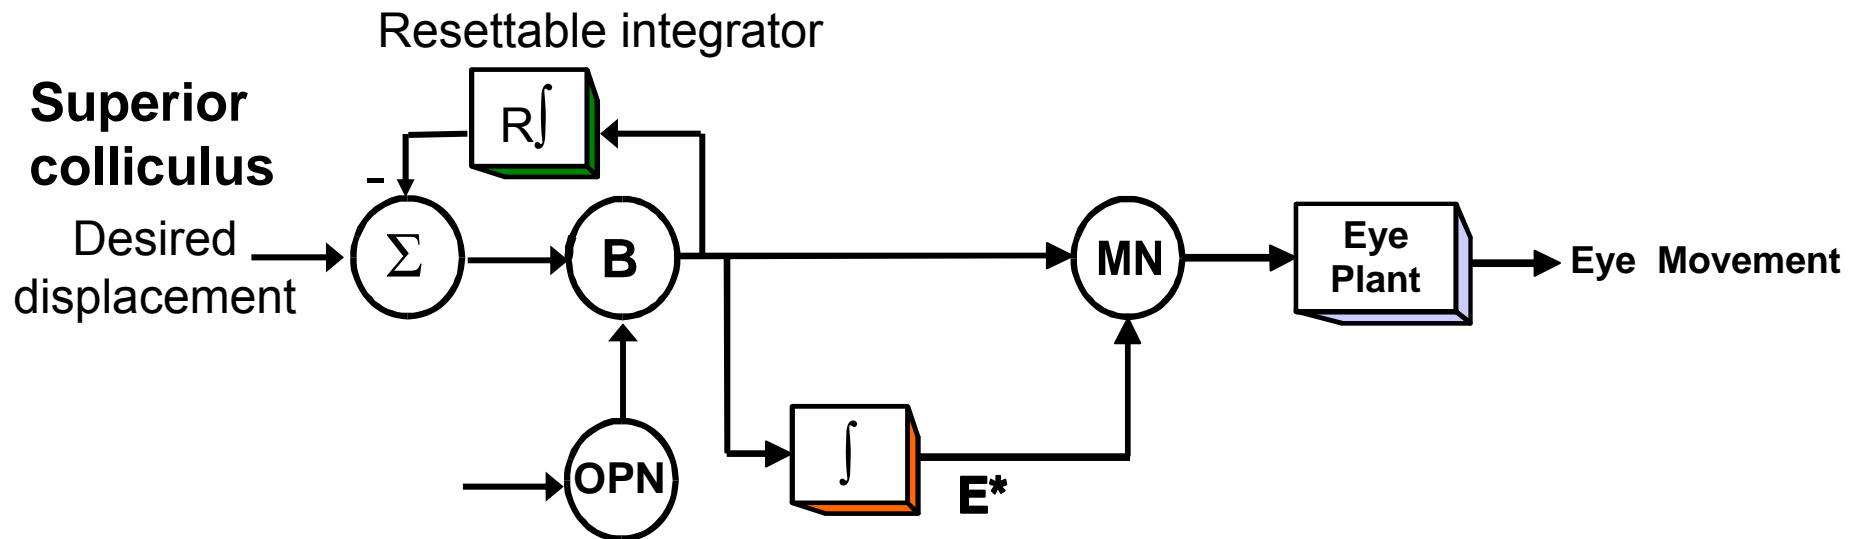 Resettable integrator
Superior
colliculus
R∫
-
Desired
displacement
Σ
B
MN
Eye
Plant
Eye Movement
OPN
∫
E*